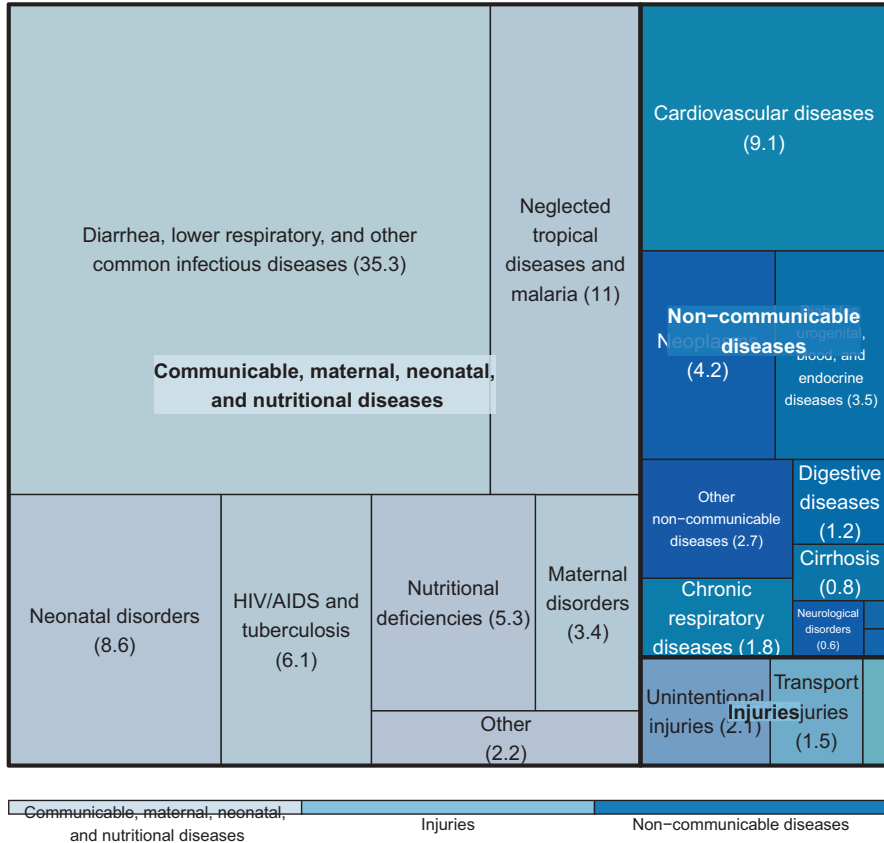 Cardiovascular diseases
(9.1)
Diarrhea, lower respiratory, and other
common infectious diseases (35.3)
Neglected
tropical
diseases and
malaria (11)
Non−communicable
diseases
(4.2)
urogenital,
blood, and
endocrine
diseases (3.5)
Communicable, maternal, neonatal,
and nutritional diseases
Other
non−communicable
diseases (2.7)
Digestive
diseases
(1.2)
Cirrhosis
(0.8)
Chronic
respiratory
diseases (1.8)
Neurological
disorders
(0.6)
Neonatal disorders
(8.6)
HIV/AIDS and
tuberculosis
(6.1)
Nutritional
deficiencies (5.3)
Maternal
disorders
(3.4)
Other
(2.2)
Unintentional
injuries (2.1)
Transport
(1.5)
Injuries
Communicable, maternal, neonatal,
and nutritional diseases
Injuries
Non−communicable diseases